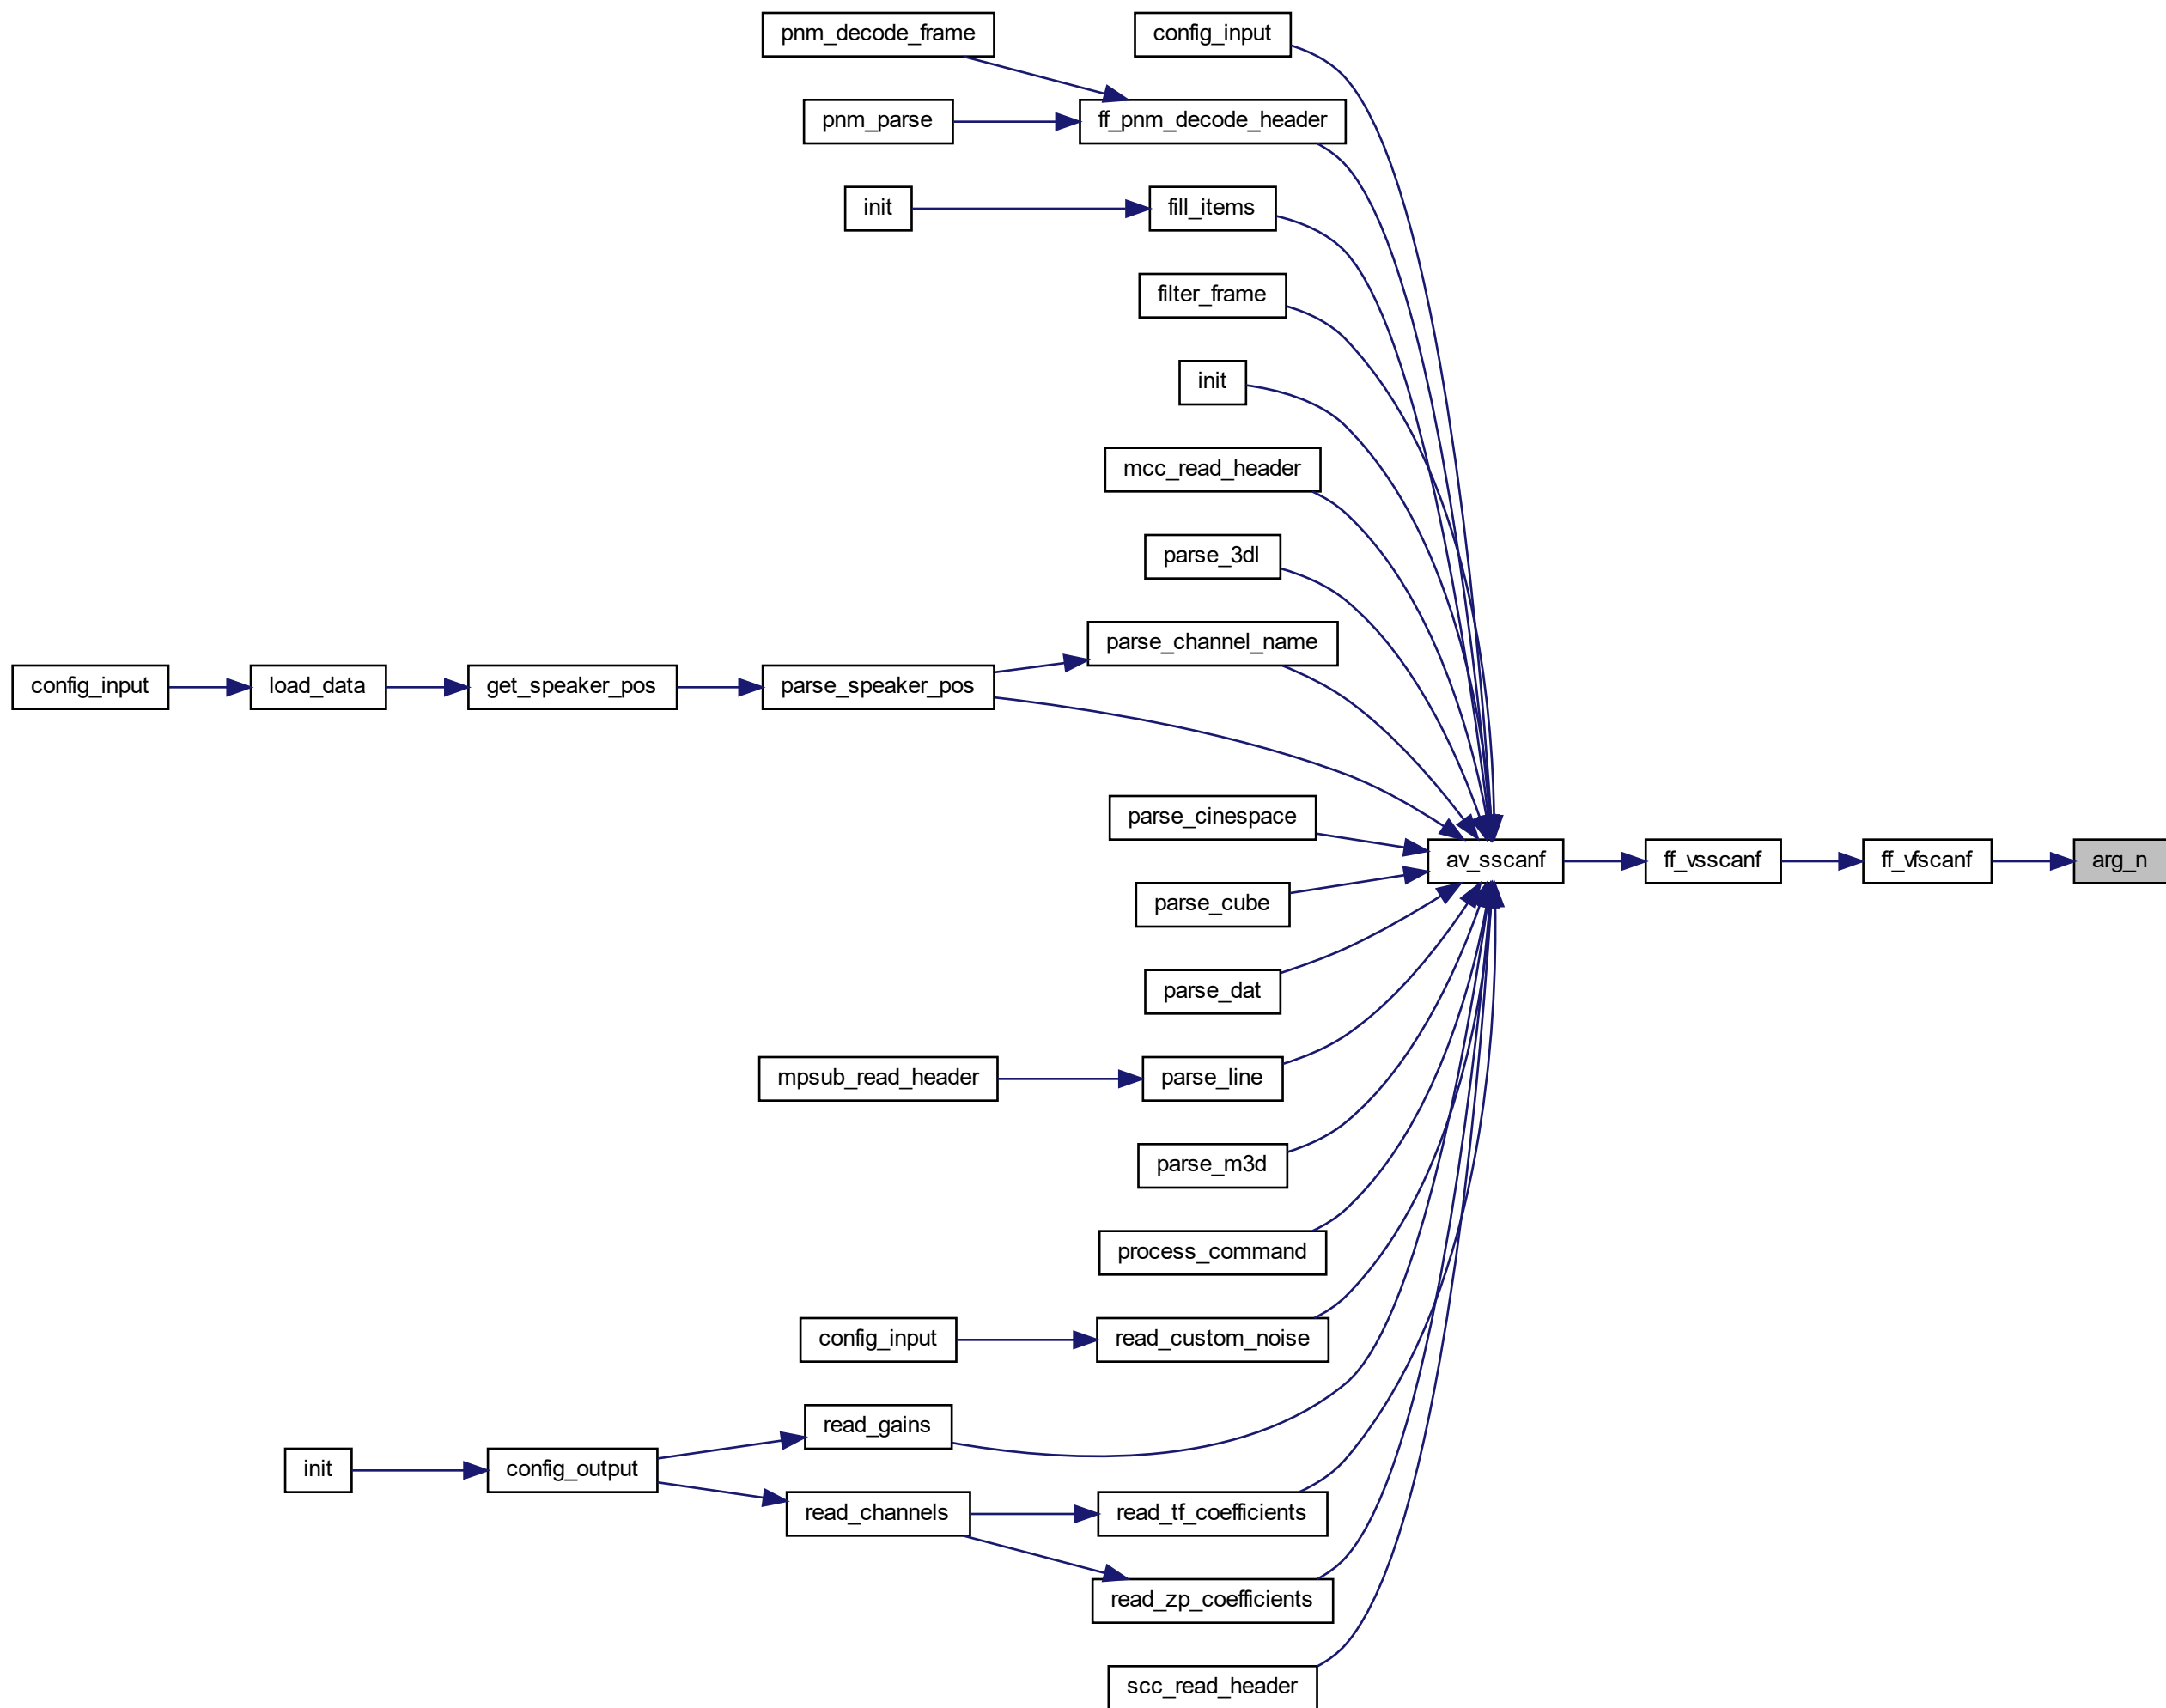 pnm_decode_frame
config_input
pnm_parse
ff_pnm_decode_header
init
fill_items
filter_frame
init
mcc_read_header
parse_3dl
parse_channel_name
config_input
load_data
get_speaker_pos
parse_speaker_pos
parse_cinespace
av_sscanf
ff_vsscanf
ff_vfscanf
arg_n
parse_cube
parse_dat
mpsub_read_header
parse_line
parse_m3d
process_command
config_input
read_custom_noise
read_gains
init
config_output
read_channels
read_tf_coefficients
read_zp_coefficients
scc_read_header